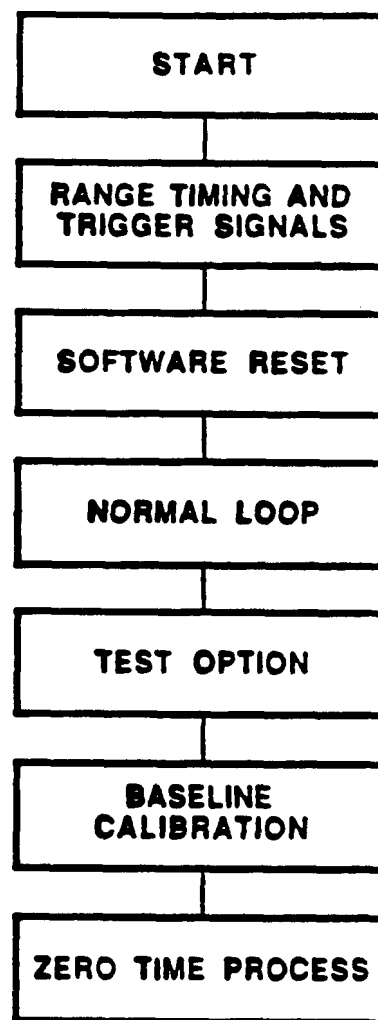 START
RANGE TIMING AND
TRIGGER SIGNALS
SOFTWARE RESET
NORMAL LOOP
TEST OPTION
BASELINE
CALIBRATION
ZERO TIME PROCESS